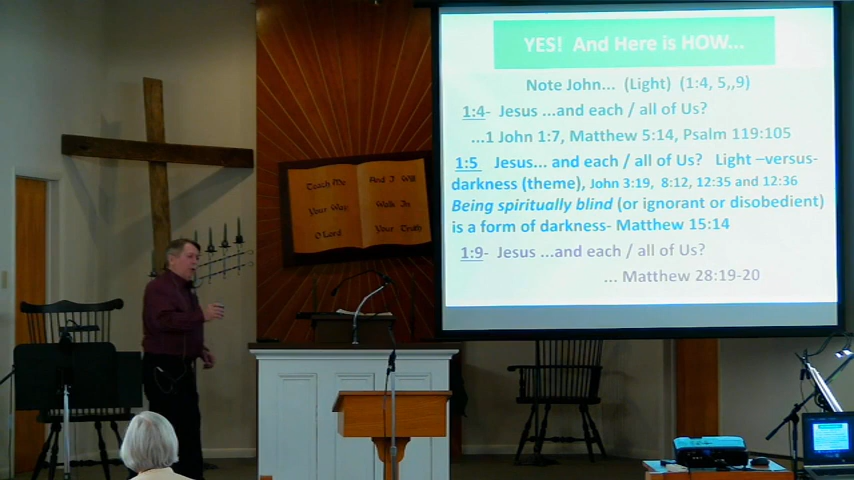 YES! And Here is HOW...
Note John... (Light) (1:4, 5,,9)
1:4- Jesus ...and each / all of Us?
...1 John 1:7, Matthew 5:14, Psalm 119:105
1:5 Jesus... and each / all of Us? Light –versus-
darkness (theme), John 3:19, 8:12, 12:35 and 12:36
Being spiritually blind (or ignorant or disobedient)
is a form of darkness- Matthew 15:14
1:9- Jesus ...and each / all of Us?
... Matthew 28:19-20
Teach Me
Your Way
O Lord
And I Will
Walk In
Your Truth